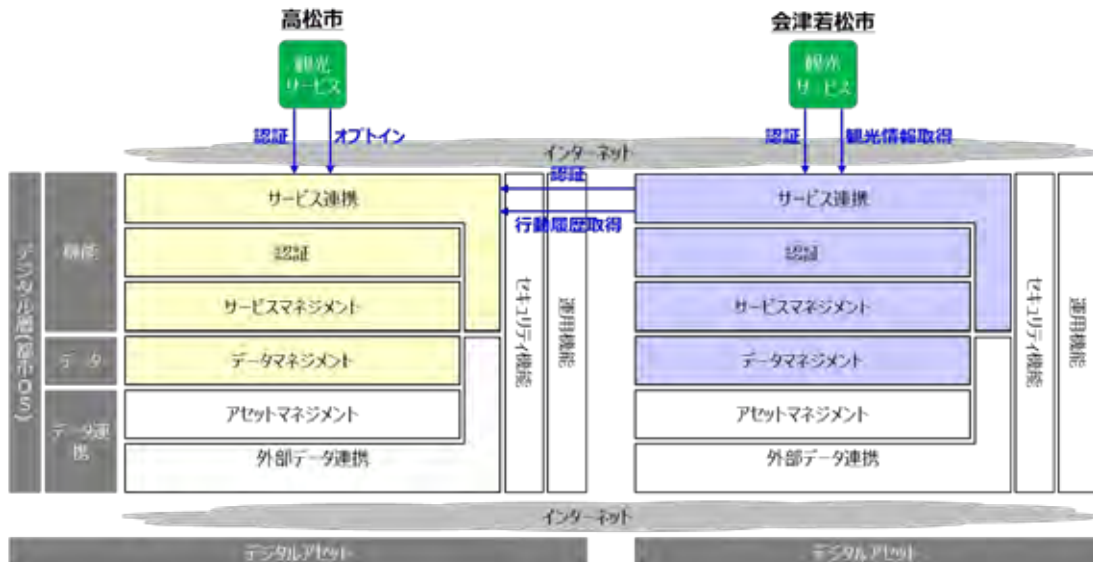 高松市
会津若松市
観光
サービス
観光
サービス
認証
オプトイン
認証
観光情報取得
インターネット
デジタル層(都市OS)
機能
データ
データ連
携
サービス連携
認証
サービスマネジメント
データマネジメント
アセットマネジメント
外部データ連携
セキュリティ機能
運用機能
認証
行動履歴取得
サービス連携
認証
サービスマネジメント
データマネジメント
アセットマネジメント
外部データ連携
セキュリティ機能
運用機能
インターネット
デジタルアセット
デジタルアセット